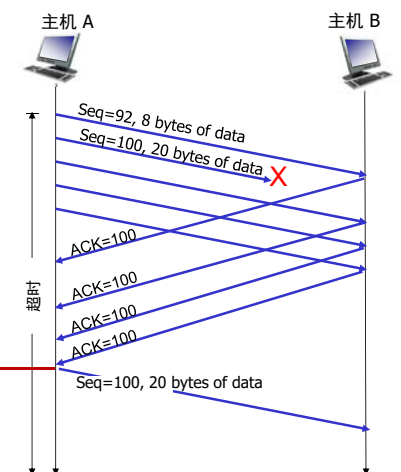 主机 A
主机 B
Seq=92, 8 bytes of data
Seq=100, 20 bytes of data
X
ACK=100
ACK=100
ACK=100
ACK=100
超时
Seq=100, 20 bytes of data